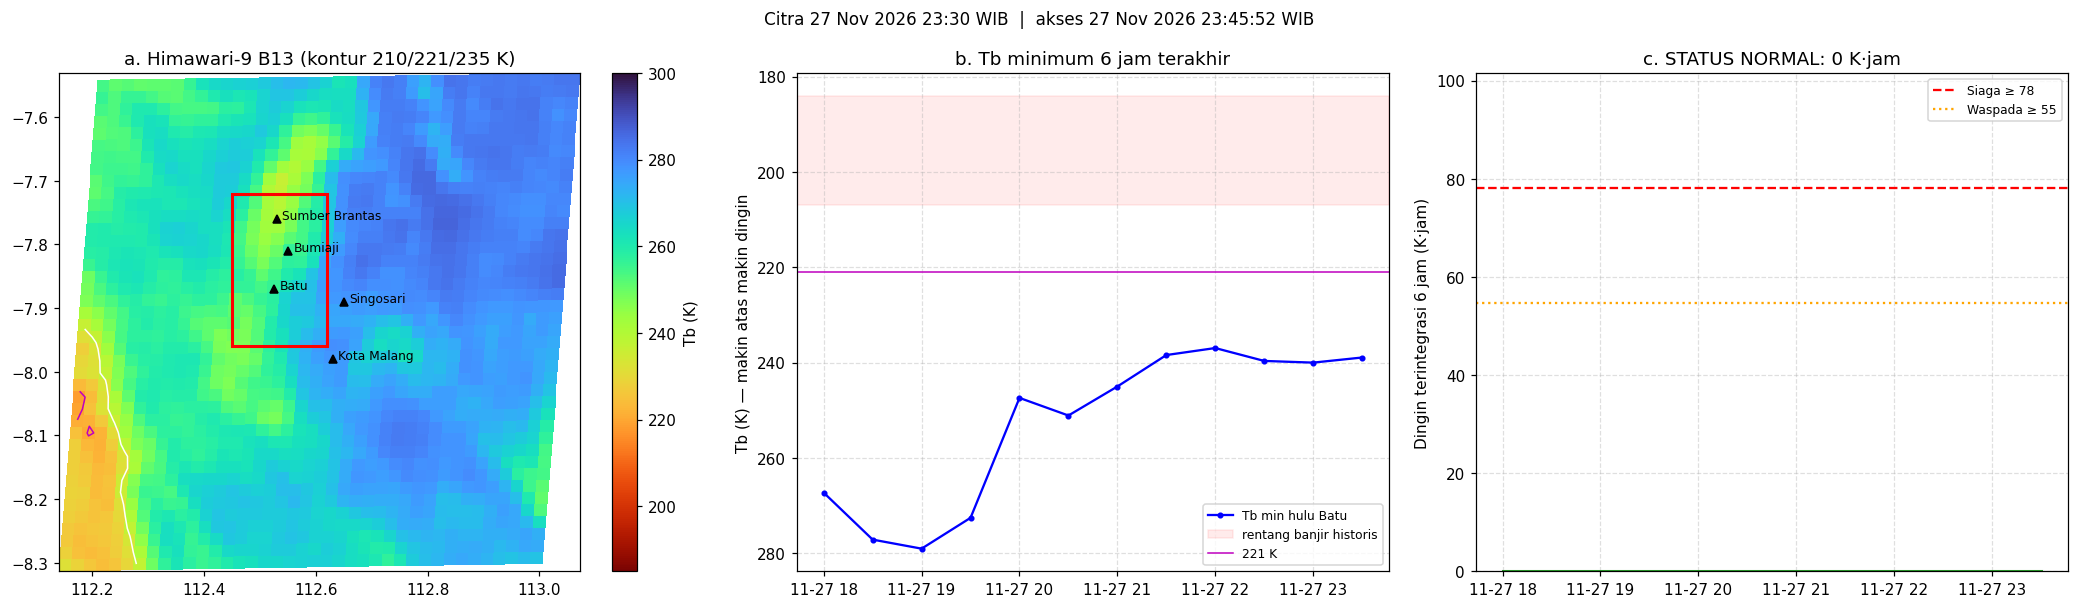 Citra 27 Nov 2026 23:30 WIB | akses 27 Nov 2026 23:45:52 WIB
a. Himawari-9 B13 (kontur 210/221/235 K)
−7.6
−7.7
−7.8
−7.9
−8.0
−8.1
−8.2
−8.3
112.2
112.4
112.6
112.8
113.0
Sumber Brantas
Bumiaji
Batu
Singosari
Kota Malang
300
280
260
240
220
200
Tb (K)
b. Tb minimum 6 jam terakhir
Tb (K) — makin atas makin dingin
180
200
220
240
260
280
11-27 18
11-27 19
11-27 20
11-27 21
11-27 22
11-27 23
Tb min hulu Batu
rentang banjir historis
221 K
c. STATUS NORMAL: 0 K·jam
Dingin terintegrasi 6 jam (K·jam)
100
80
60
40
20
0
11-27 18
11-27 19
11-27 20
11-27 21
11-27 22
11-27 23
Siaga ≥ 78
Waspada ≥ 55